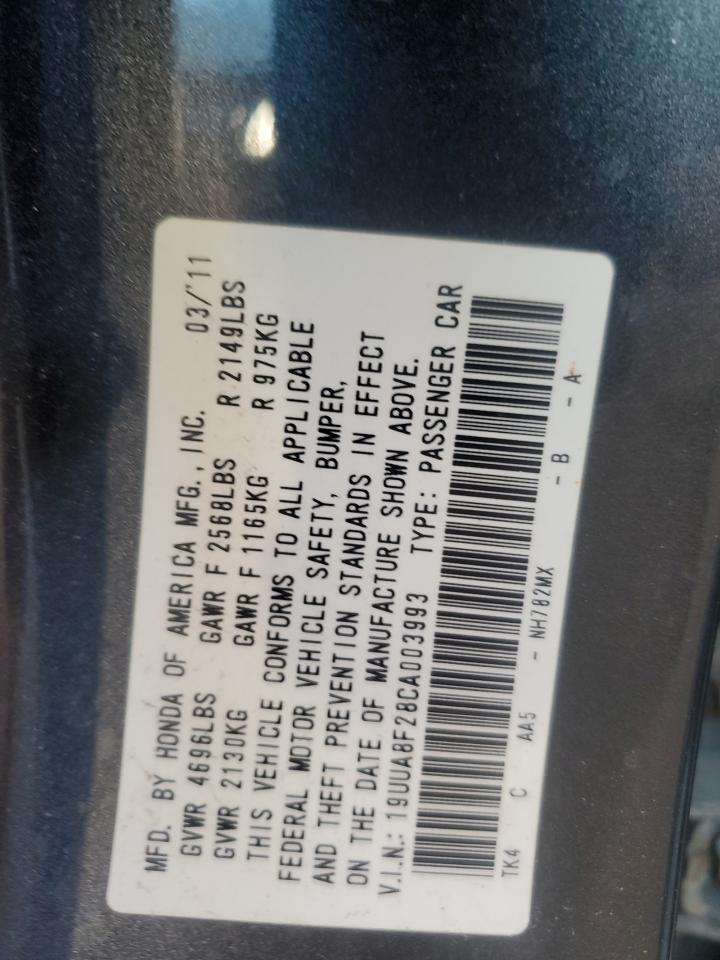 MFD. BY HONDA OF AMERICA MFG., INC. 03/'11
GVWR 4696LBS GAWR F 2568LBS R 2149LBS
GVWR 2130KG GAWR F 1165KG R 975KG
THIS VEHICLE CONFORMS TO ALL APPLICABLE
FEDERAL MOTOR VEHICLE SAFETY, BUMPER,
AND THEFT PREVENTION STANDARDS IN EFFECT
ON THE DATE OF MANUFACTURE SHOWN ABOVE.
V.I.N.: 19UUA8F28CA003993 TYPE: PASSENGER CAR
TK4 C AA5 - NH782MX - B - A